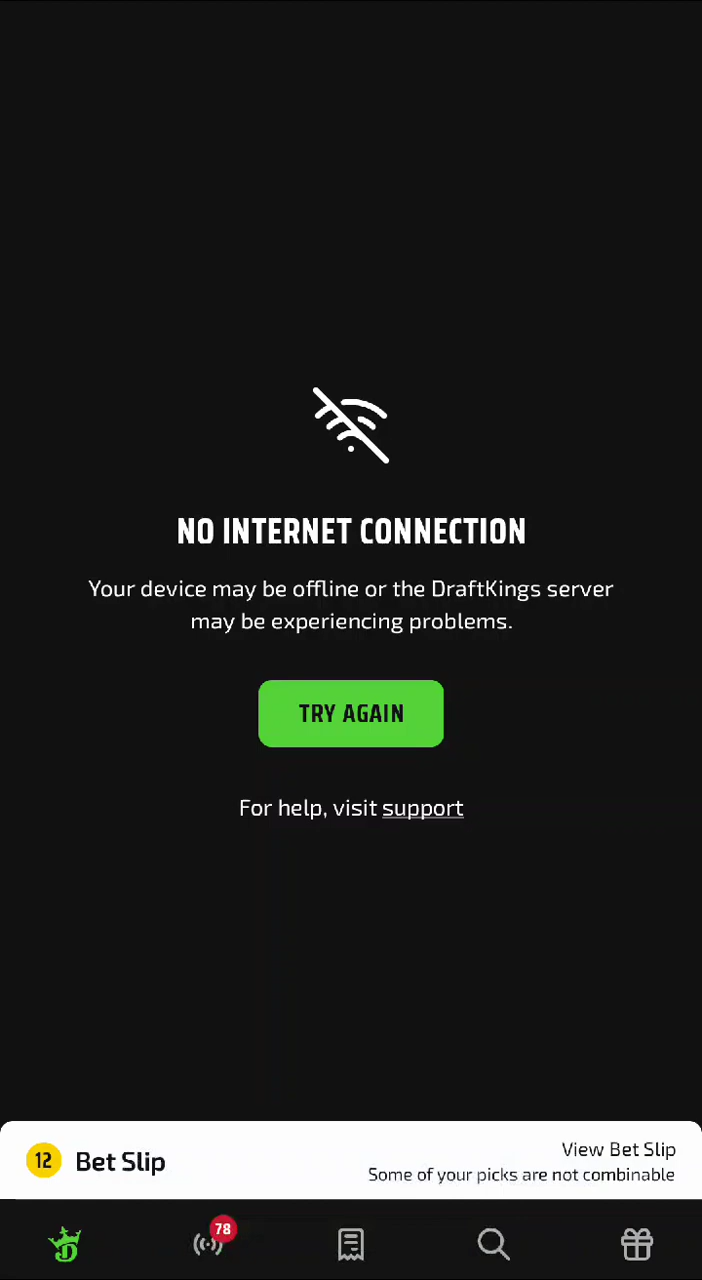 NO INTERNET CONNECTION
Your device may be offline or the DraftKings server
may be experiencing problems.
TRY AGAIN
For help, visit support
12 Bet Slip
View Bet Slip
Some of your picks are not combinable
78